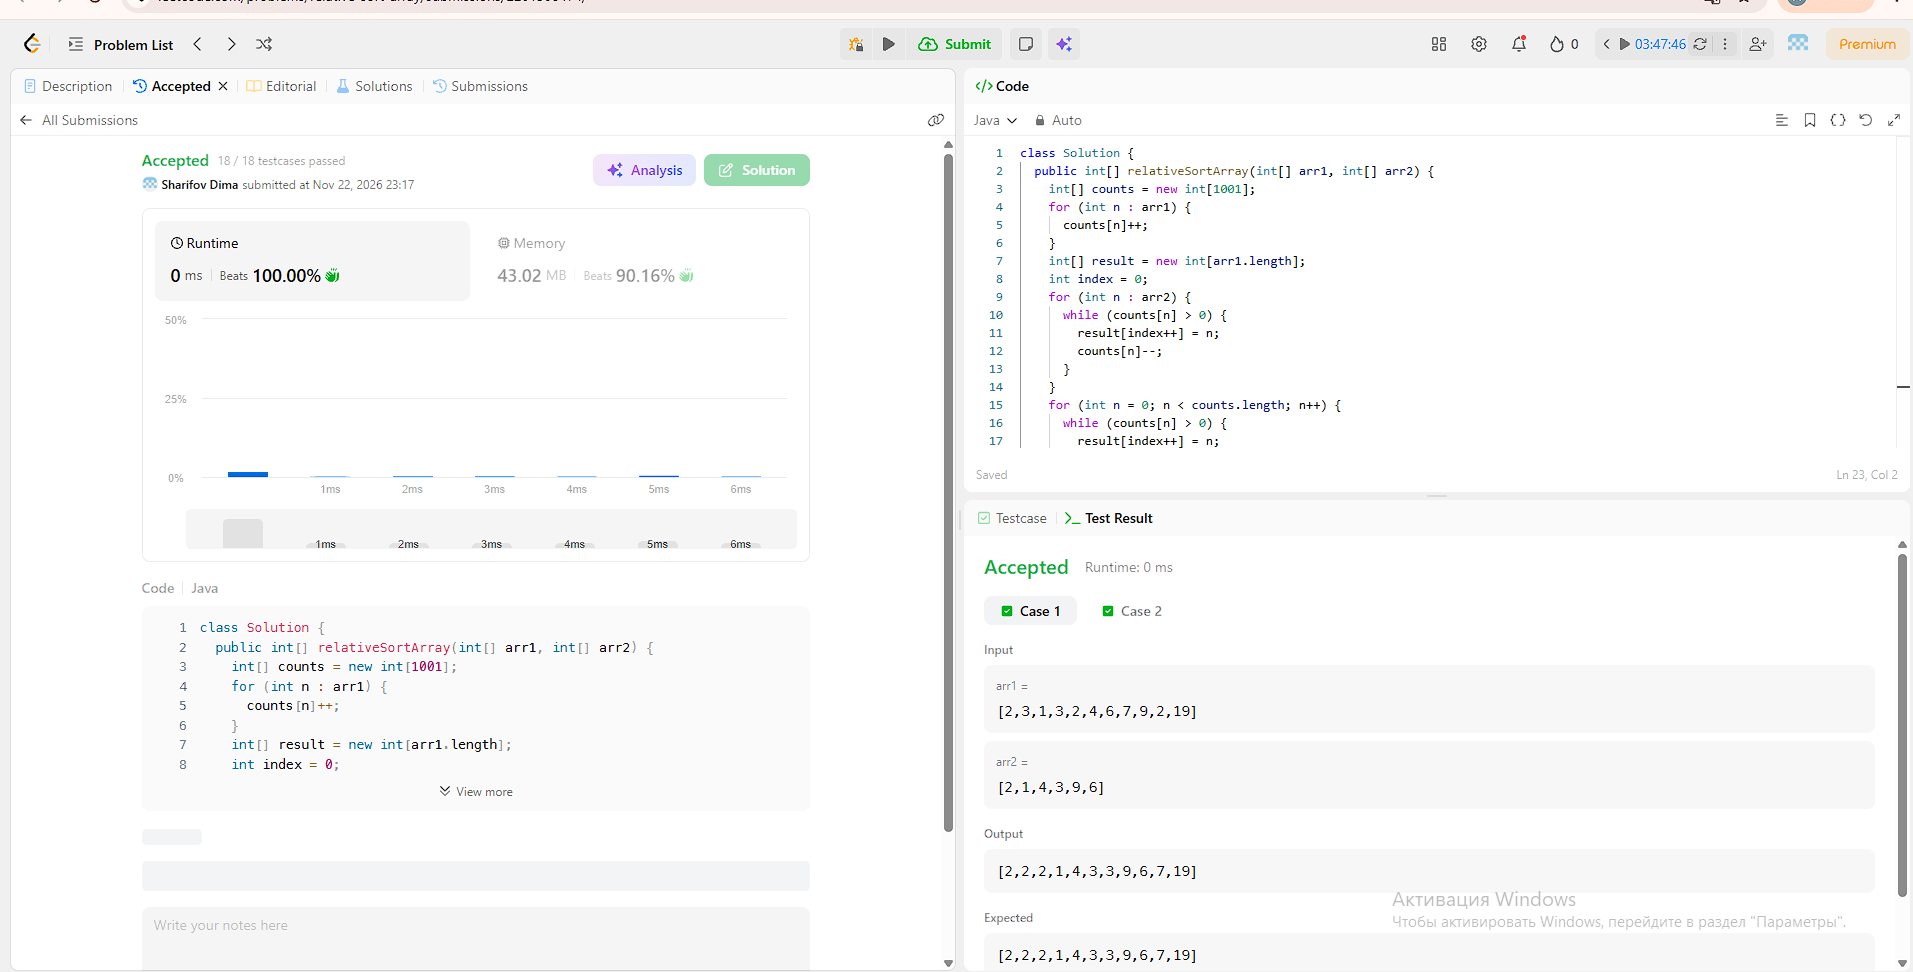 Problem List
Submit
0
03:47:46
Premium
Description
Accepted
Editorial
Solutions
Submissions
All Submissions
Accepted 18 / 18 testcases passed
Sharifov Dima submitted at Nov 22, 2026 23:17
Analysis
Solution
Runtime
0 ms Beats 100.00%
Memory
43.02 MB Beats 90.16%
50%
25%
0%
1ms 2ms 3ms 4ms 5ms 6ms
1ms 2ms 3ms 4ms 5ms 6ms
Code Java
1 class Solution {
2 public int[] relativeSortArray(int[] arr1, int[] arr2) {
3 int[] counts = new int[1001];
4 for (int n : arr1) {
5 counts[n]++;
6 }
7 int[] result = new int[arr1.length];
8 int index = 0;
View more
Write your notes here
</> Code
Java Auto
1 class Solution {
2 public int[] relativeSortArray(int[] arr1, int[] arr2) {
3 int[] counts = new int[1001];
4 for (int n : arr1) {
5 counts[n]++;
6 }
7 int[] result = new int[arr1.length];
8 int index = 0;
9 for (int n : arr2) {
10 while (counts[n] > 0) {
11 result[index++] = n;
12 counts[n]--;
13 }
14 }
15 for (int n = 0; n < counts.length; n++) {
16 while (counts[n] > 0) {
17 result[index++] = n;
Saved
Ln 23, Col 2
Testcase
Test Result
Accepted Runtime: 0 ms
Case 1
Case 2
Input
arr1 =
[2,3,1,3,2,4,6,7,9,2,19]
arr2 =
[2,1,4,3,9,6]
Output
[2,2,2,1,4,3,3,9,6,7,19]
Expected
[2,2,2,1,4,3,3,9,6,7,19]
Активация Windows
Чтобы активировать Windows, перейдите в раздел "Параметры".